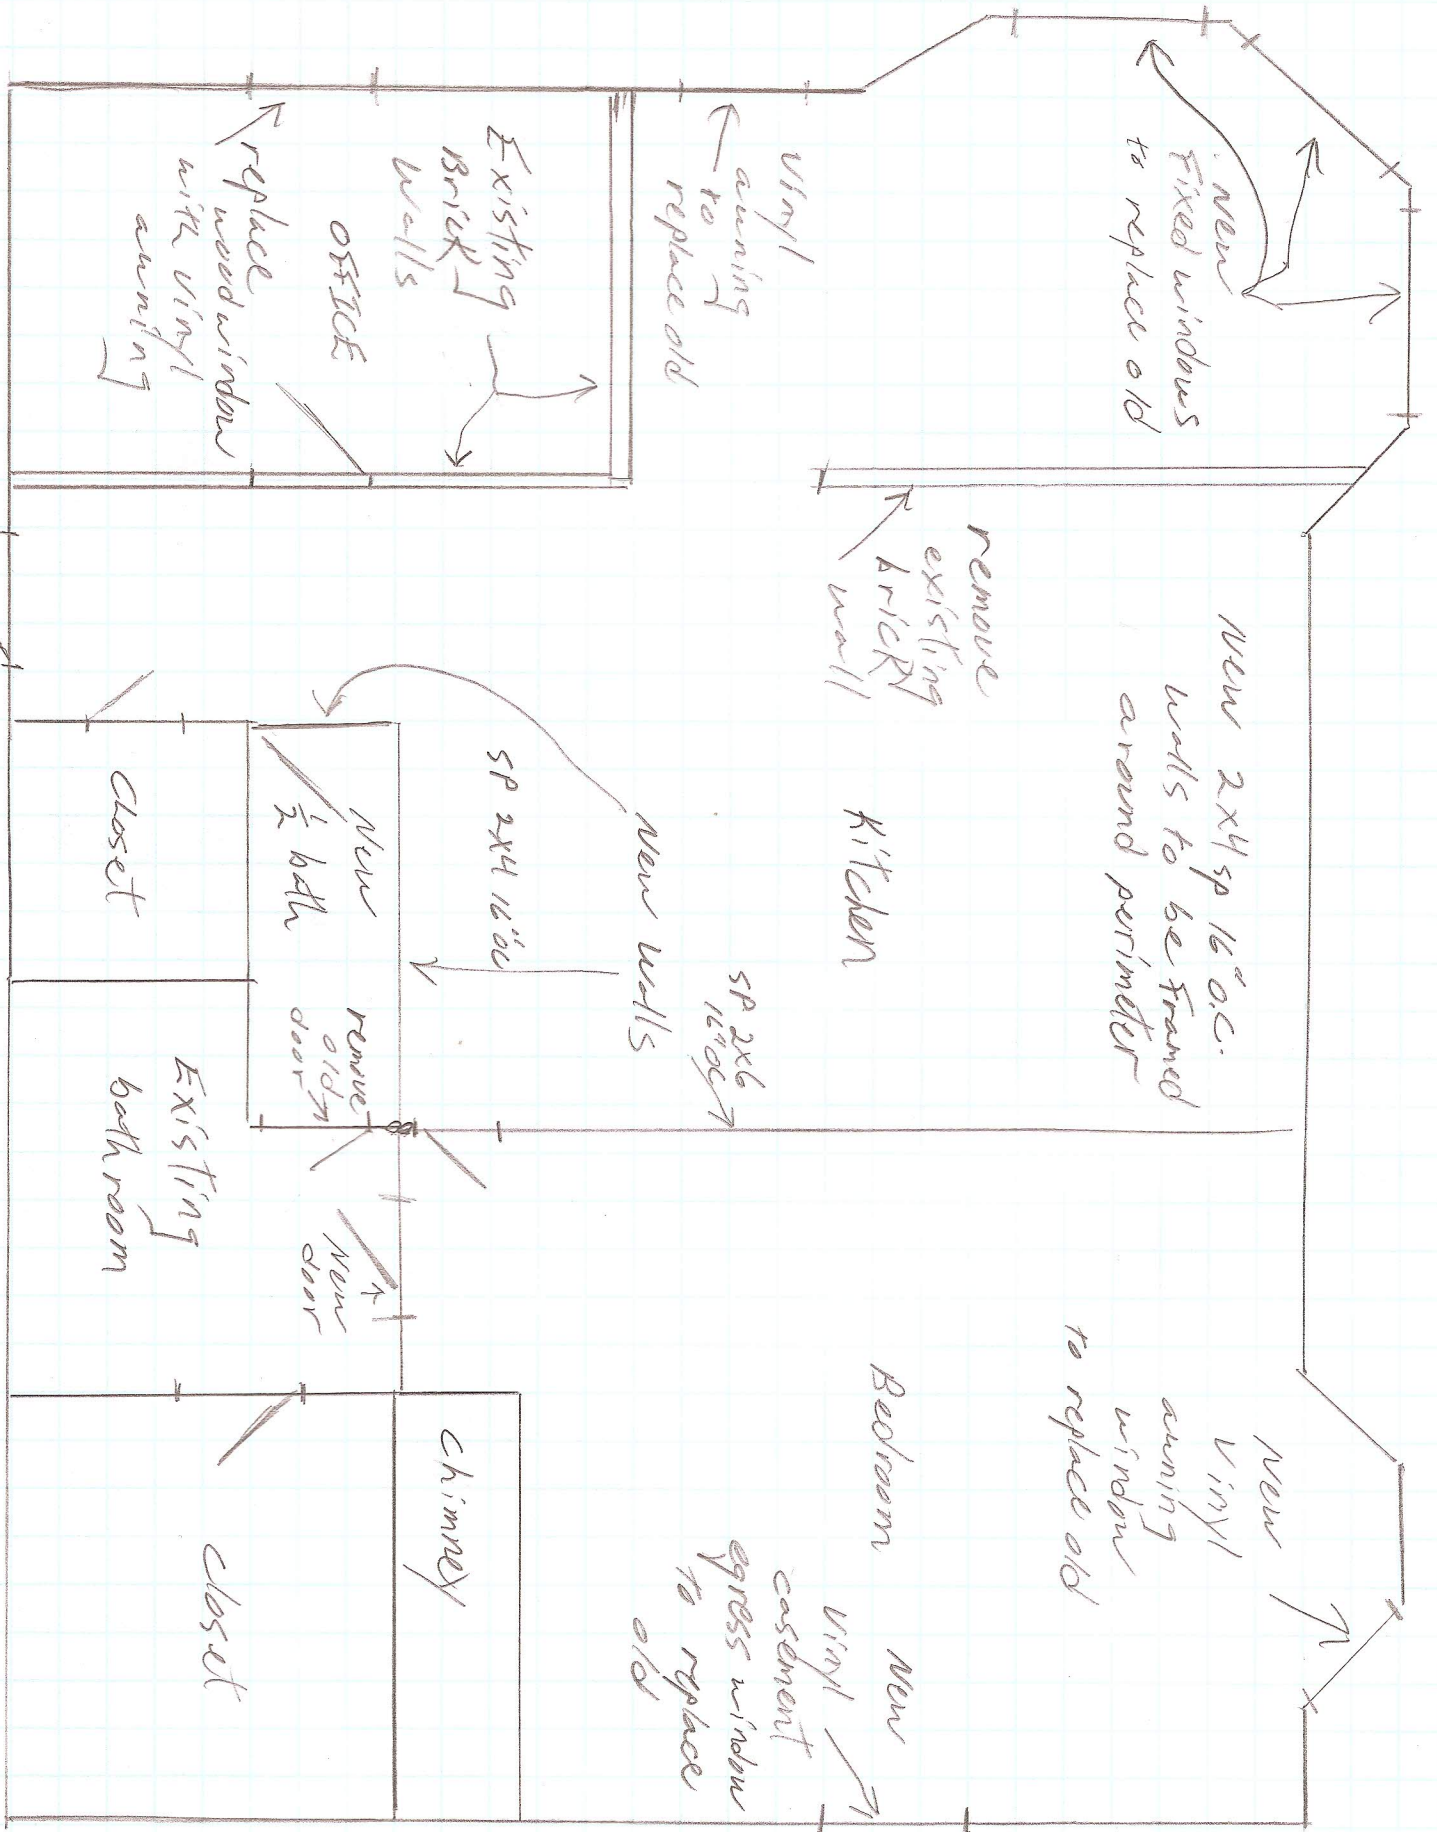 New
Fixed windows
to replace old
New 2x4 sp 16" o.c.
walls to be framed
around perimeter
New
Vinyl
awning
window
to replace old
Vinyl
awning
to
replace old
remove
existing
brick
wall
Kitchen
Bedroom
New
Vinyl
casement
egress window
to replace
old
SP 2x6
16" oc
New walls
SP 2x4 16" oc
Existing
Brick
Walls
OFFICE
replace
wood window
with vinyl
awning
New
½ bath
remove
old
door
New
door
Chimney
Closet
Existing
bathroom
Closet